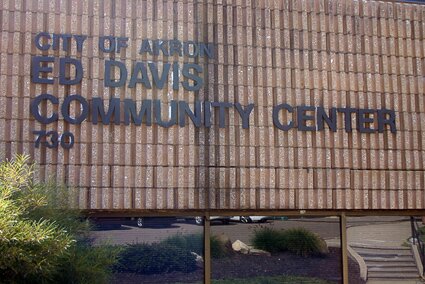 CITY OF AKRON
ED DAVIS
COMMUNITY CENTER
730